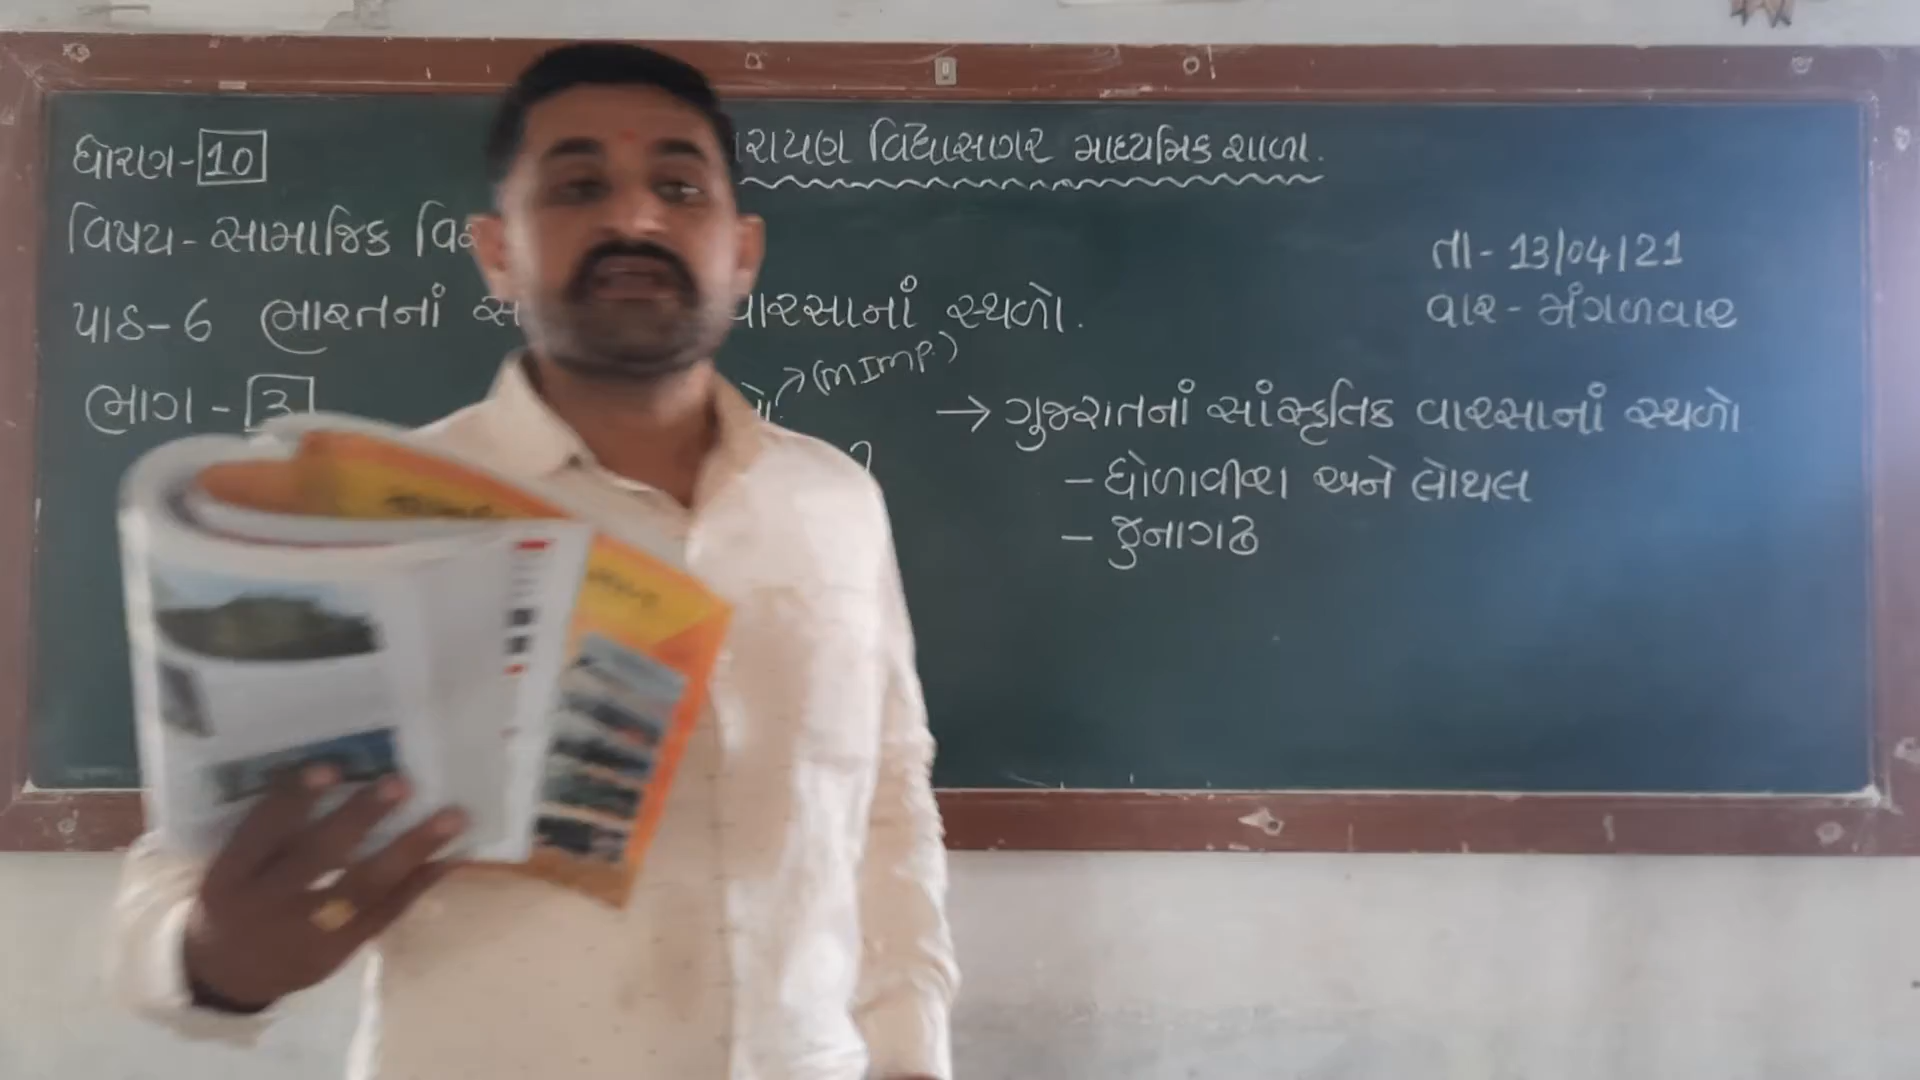 ધોરણ-10
રાયણ વિદ્યાસાગર માધ્યમિક શાળા.
વિષય-સામાજિક
તા-13/04/21
પાઠ-6 ભારતનાં વારસાનાં સ્થળો.
વાર-મંગળવાર
ભાગ-3 →(mImp.)
→ ગુજરાતનાં સાંસ્કૃતિક વારસાનાં સ્થળો
- ધોળાવીરા અને લોથલ
- જુનાગઢ